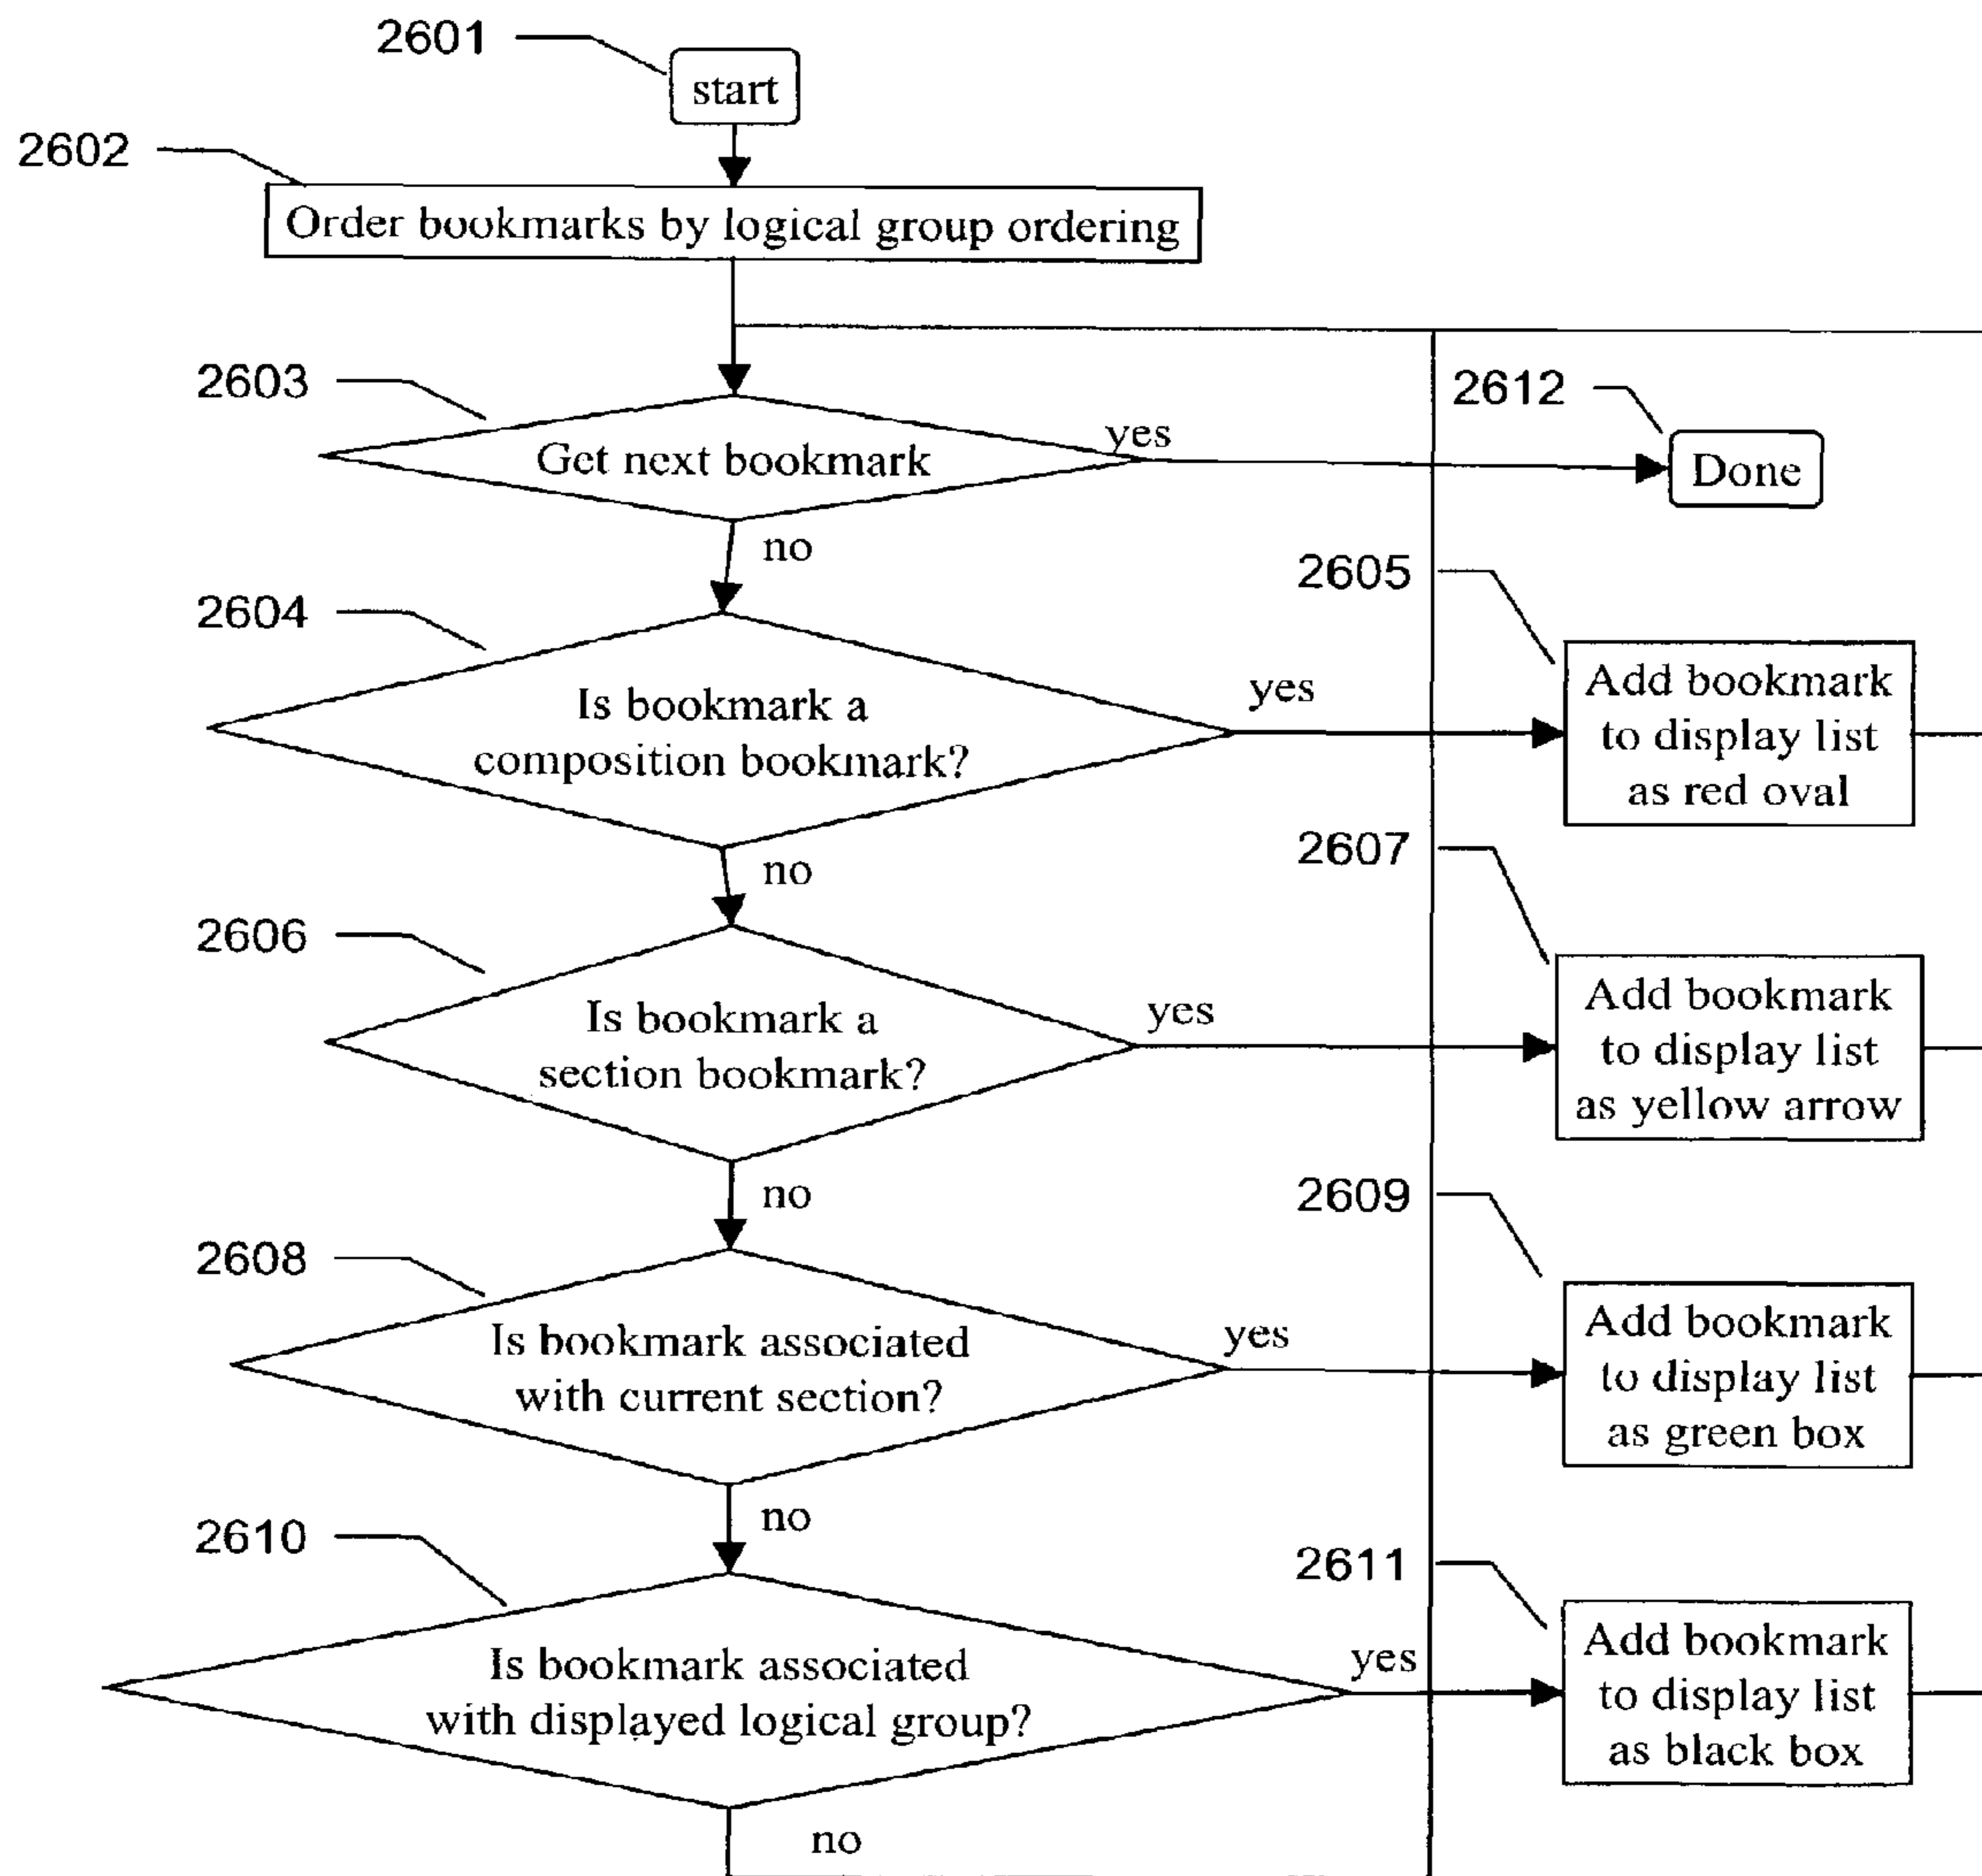 2601
start
2602
Order bookmarks by logical group ordering
2603
Get next bookmark
yes
2612
Done
no
2604
Is bookmark a
composition bookmark?
yes
2605
Add bookmark
to display list
as red oval
no
2606
Is bookmark a
section bookmark?
yes
2607
Add bookmark
to display list
as yellow arrow
no
2608
Is bookmark associated
with current section?
yes
2609
Add bookmark
to display list
as green box
no
2610
Is bookmark associated
with displayed logical group?
yes
2611
Add bookmark
to display list
as black box
no